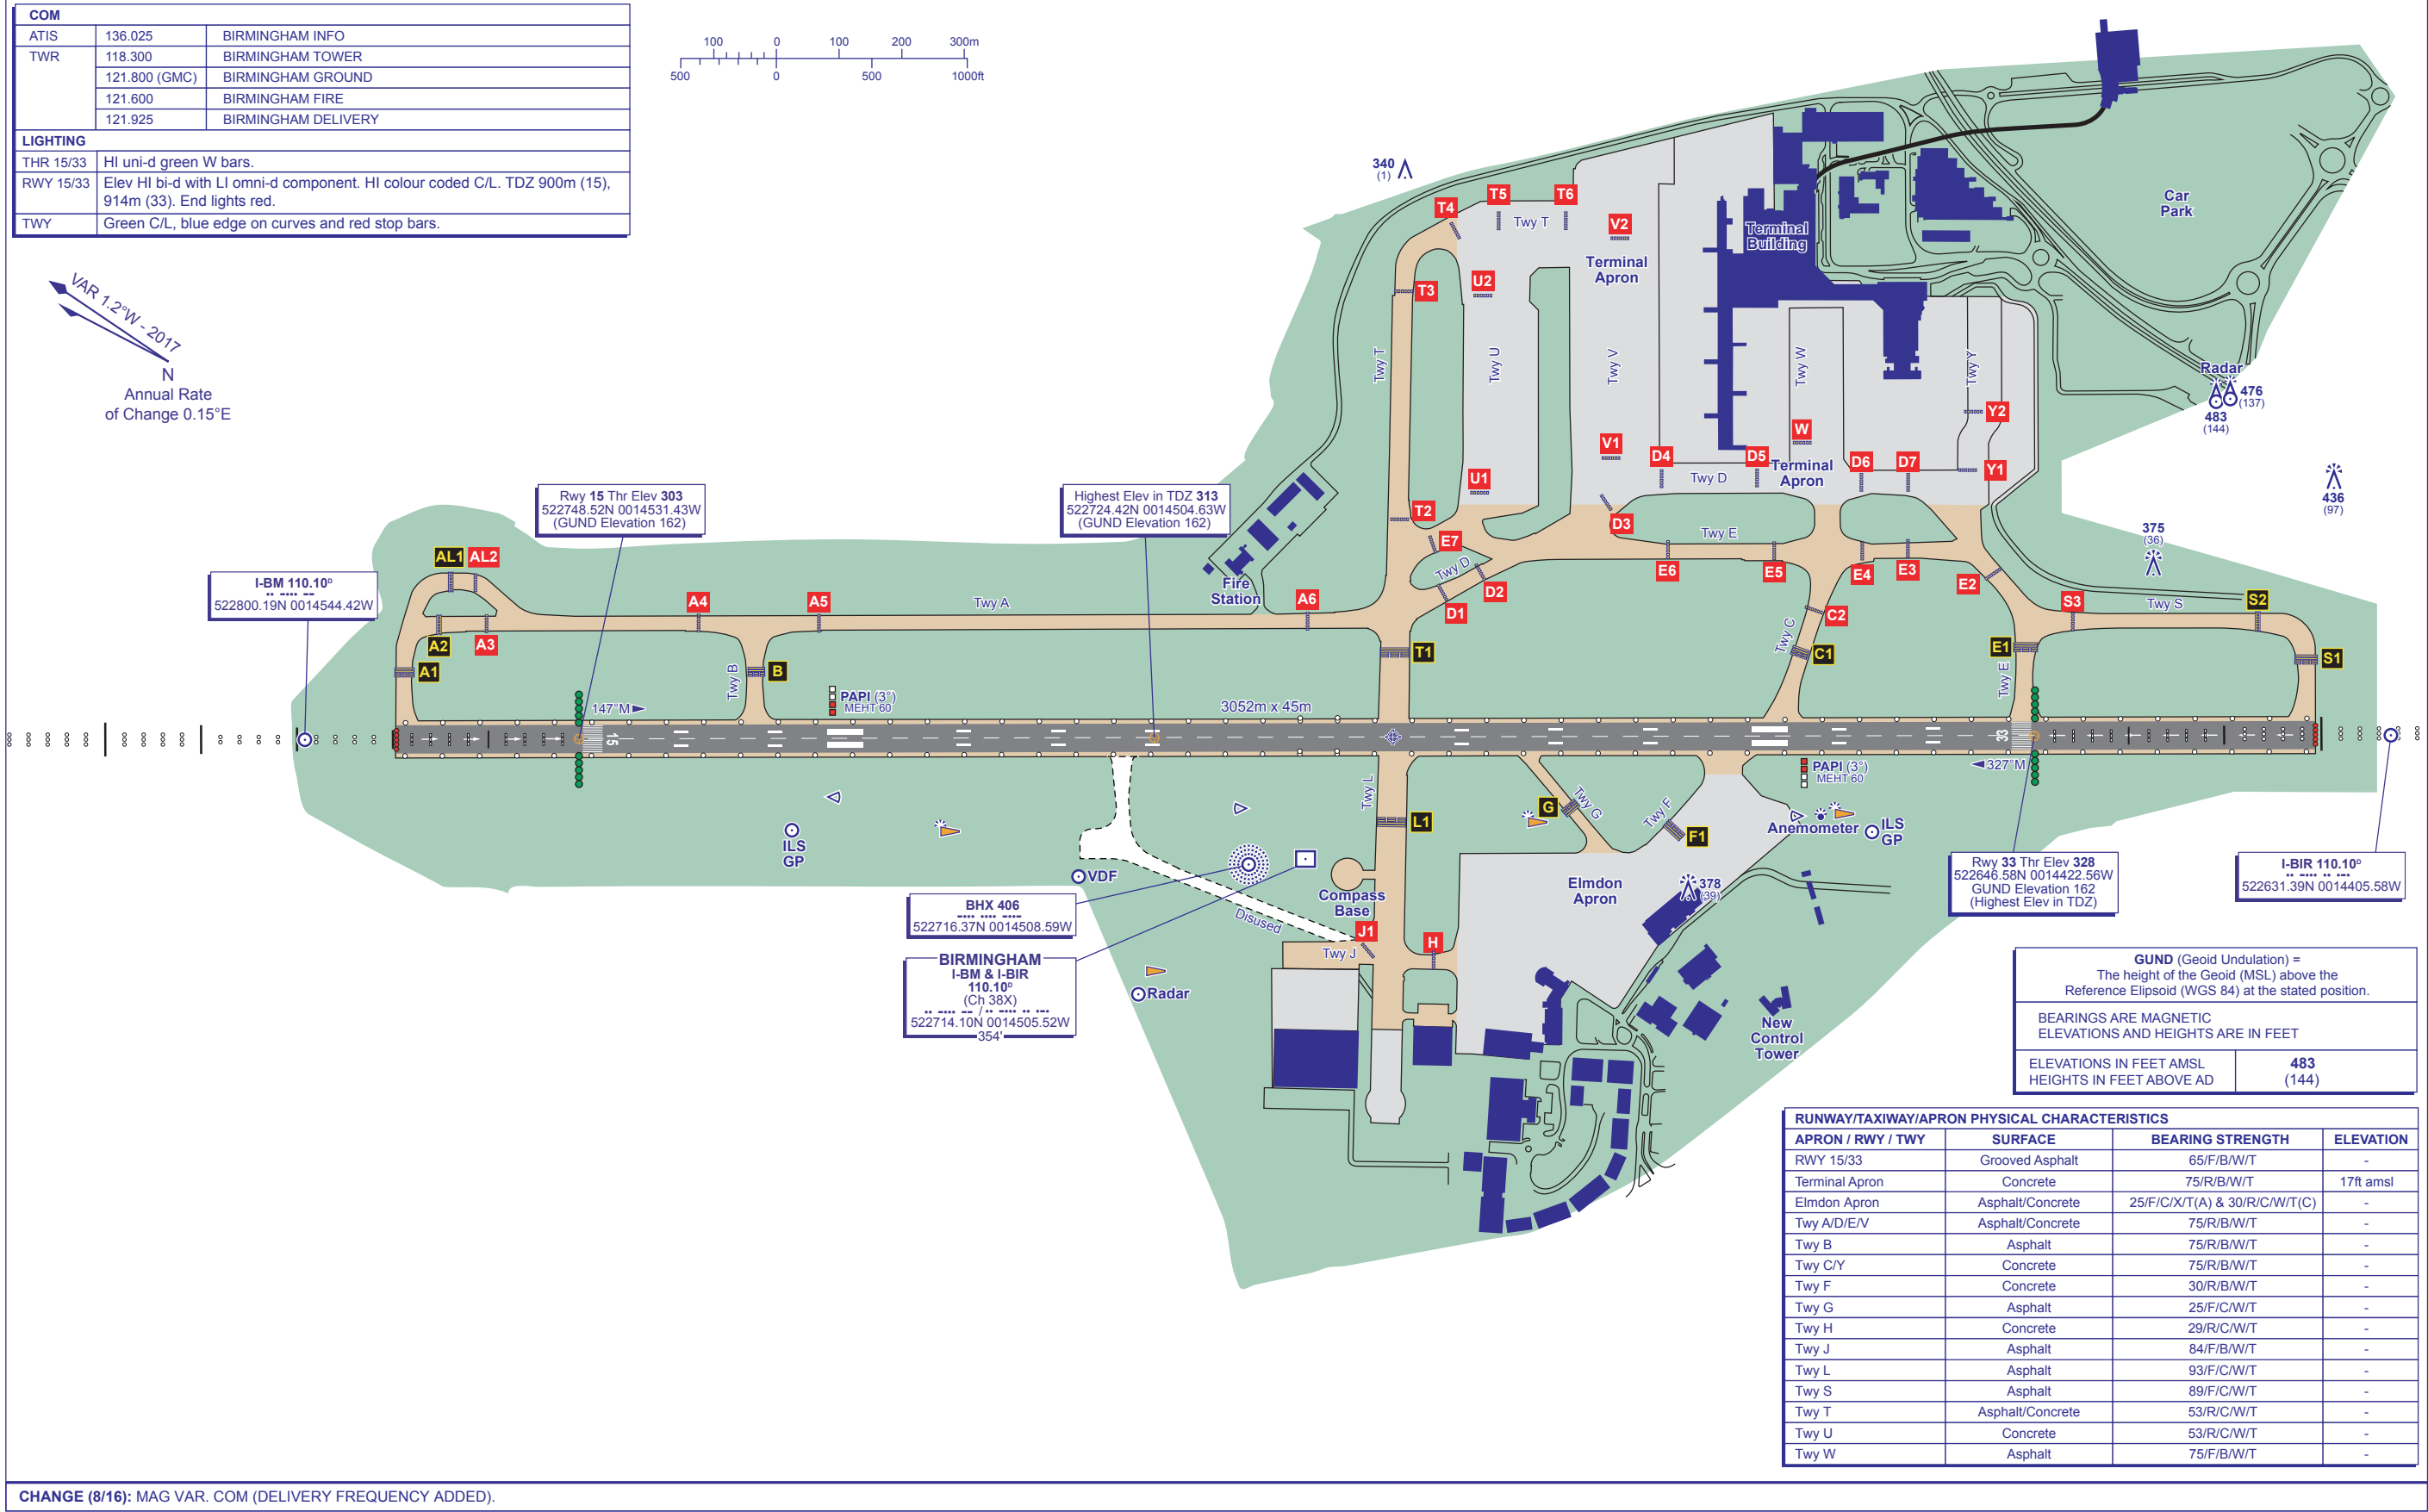 COM
ATIS 136.025 BIRMINGHAM INFO
TWR 118.300 BIRMINGHAM TOWER
121.800 (GMC) BIRMINGHAM GROUND
121.600 BIRMINGHAM FIRE
121.925 BIRMINGHAM DELIVERY
LIGHTING
THR 15/33 HI uni-d green W bars.
RWY 15/33 Elev HI bi-d with LI omni-d component. HI colour coded C/L. TDZ 900m (15),
914m (33). End lights red.
TWY Green C/L, blue edge on curves and red stop bars.
100 0 100 200 300m
500 0 500 1000ft
VAR 1.2°W - 2017
N
Annual Rate
of Change 0.15°E
340
(1)
T4
T5
T6
Twy T
V2
Terminal
Apron
U2
T3
Twy T
Twy U
Twy V
Twy W
Twy Y
Terminal
Building
Car
Park
Radar
476
(137)
483
(144)
436
(97)
375
(36)
Y2
W
V1
D4
D5
Terminal
Apron
D6
D7
Y1
U1
Twy D
T2
D3
E7
Twy E
Twy D
D2
D1
E6
E5
E4
E3
E2
C2
S3
Twy S
S2
Rwy 15 Thr Elev 303
522748.52N 0014531.43W
(GUND Elevation 162)
Highest Elev in TDZ 313
522724.42N 0014504.63W
(GUND Elevation 162)
I-BM 110.10ᴰ
522800.19N 0014544.42W
AL1
AL2
A4
A5
Twy A
Fire
Station
A6
A2
A3
A1
Twy B
B
T1
Twy C
C1
E1
Twy E
S1
147°M
PAPI (3°)
MEHT 60
3052m x 45m
15
33
327°M
PAPI (3°)
MEHT 60
Twy L
L1
G
Twy G
Twy F
F1
Anemometer
ILS
GP
ILS
GP
VDF
Disused
Compass
Base
Elmdon
Apron
378
(39)
J1
H
Twy J
Radar
BHX 406
522716.37N 0014508.59W
BIRMINGHAM
I-BM & I-BIR
110.10ᴰ
(Ch 38X)
/
522714.10N 0014505.52W
354'
Rwy 33 Thr Elev 328
522646.58N 0014422.56W
GUND Elevation 162
(Highest Elev in TDZ)
I-BIR 110.10ᴰ
522631.39N 0014405.58W
New
Control
Tower
GUND (Geoid Undulation) =
The height of the Geoid (MSL) above the
Reference Elipsoid (WGS 84) at the stated position.
BEARINGS ARE MAGNETIC
ELEVATIONS AND HEIGHTS ARE IN FEET
ELEVATIONS IN FEET AMSL 483
HEIGHTS IN FEET ABOVE AD (144)
RUNWAY/TAXIWAY/APRON PHYSICAL CHARACTERISTICS
APRON / RWY / TWY SURFACE BEARING STRENGTH ELEVATION
RWY 15/33 Grooved Asphalt 65/F/B/W/T -
Terminal Apron Concrete 75/R/B/W/T 17ft amsl
Elmdon Apron Asphalt/Concrete 25/F/C/X/T(A) & 30/R/C/W/T(C) -
Twy A/D/E/V Asphalt/Concrete 75/R/B/W/T -
Twy B Asphalt 75/R/B/W/T -
Twy C/Y Concrete 75/R/B/W/T -
Twy F Concrete 30/R/B/W/T -
Twy G Asphalt 25/F/C/W/T -
Twy H Concrete 29/R/C/W/T -
Twy J Asphalt 84/F/B/W/T -
Twy L Asphalt 93/F/C/W/T -
Twy S Asphalt 89/F/C/W/T -
Twy T Asphalt/Concrete 53/R/C/W/T -
Twy U Concrete 53/R/C/W/T -
Twy W Asphalt 75/F/B/W/T -
CHANGE (8/16): MAG VAR. COM (DELIVERY FREQUENCY ADDED).